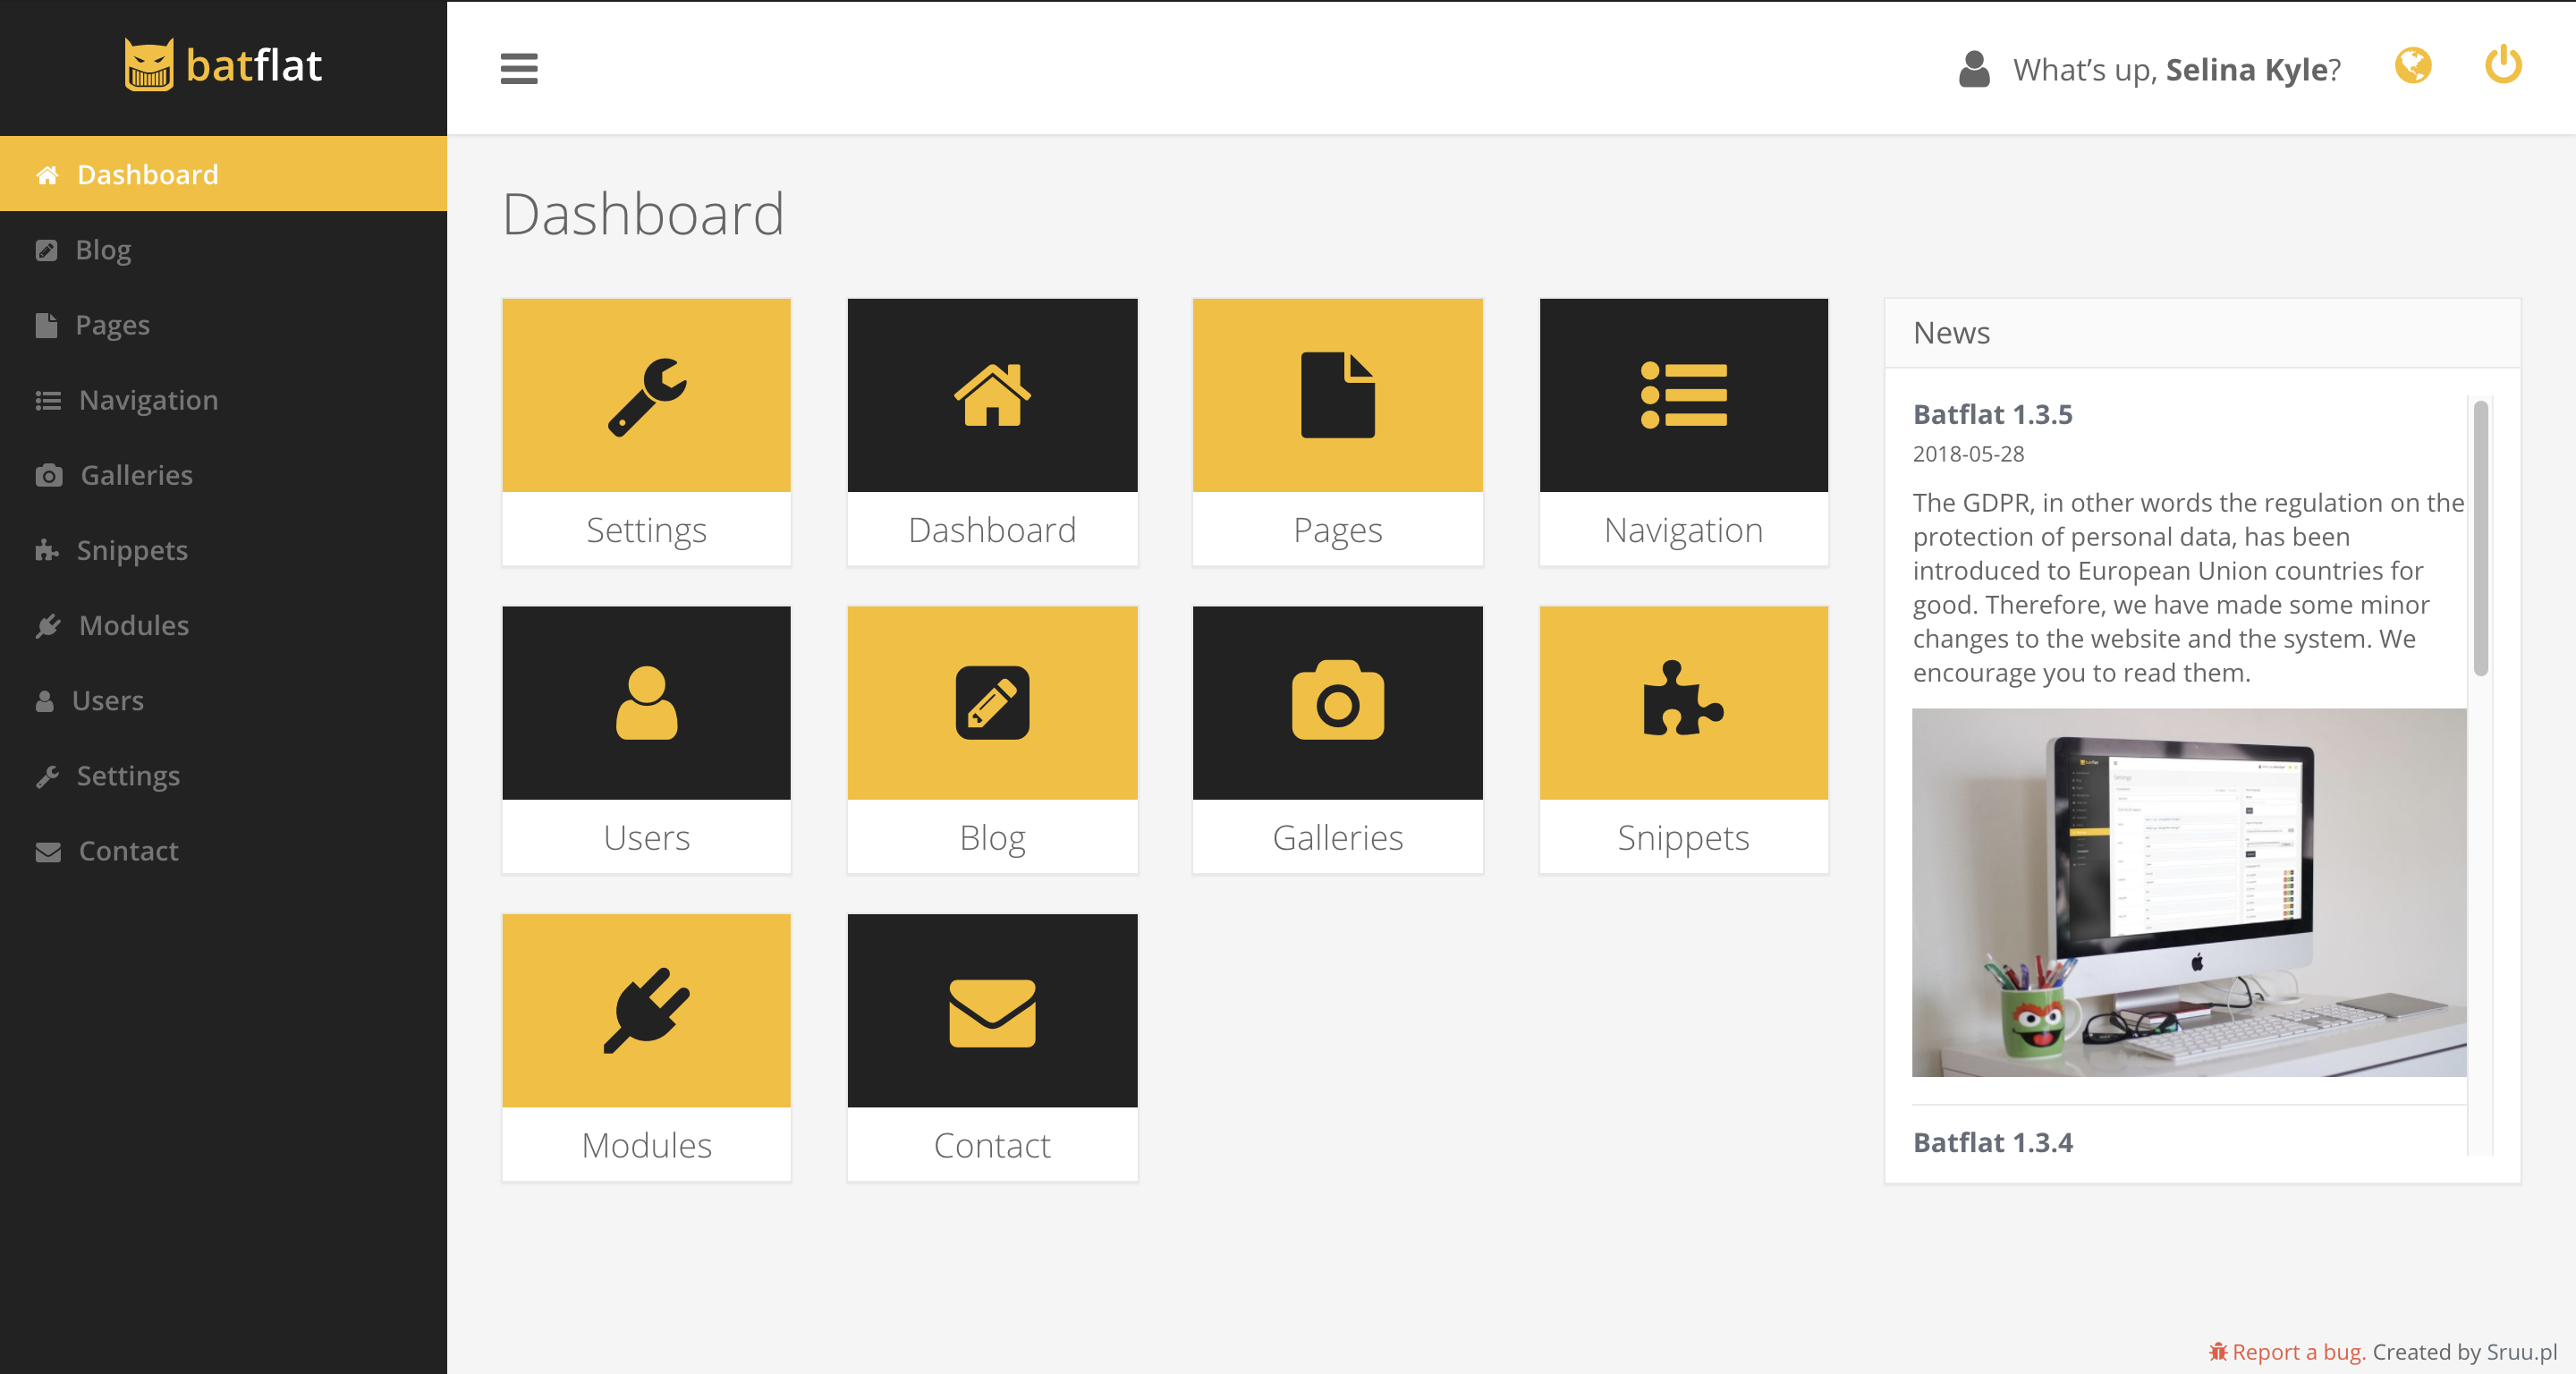 batflat
What's up, Selina Kyle?
Dashboard
Blog
Pages
Navigation
Galleries
Snippets
Modules
Users
Settings
Contact
Dashboard
Settings
Dashboard
Pages
Navigation
Users
Blog
Galleries
Snippets
Modules
Contact
News
Batflat 1.3.5
2018-05-28
The GDPR, in other words the regulation on the
protection of personal data, has been
introduced to European Union countries for
good. Therefore, we have made some minor
changes to the website and the system. We
encourage you to read them.
batflat
Settings
Batflat 1.3.4
Report a bug. Created by Sruu.pl